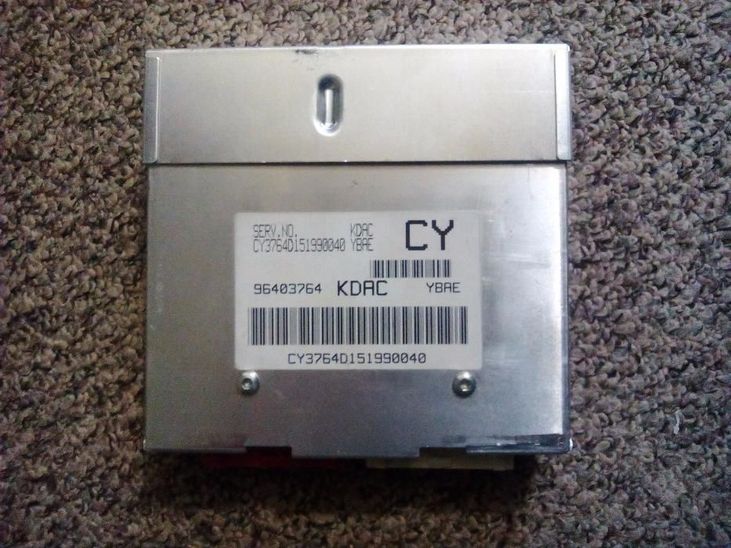 SERV.NO. KDAC
CY3764D151990040 YBAE
CY
96403764 KDAC YBAE
CY3764D151990040